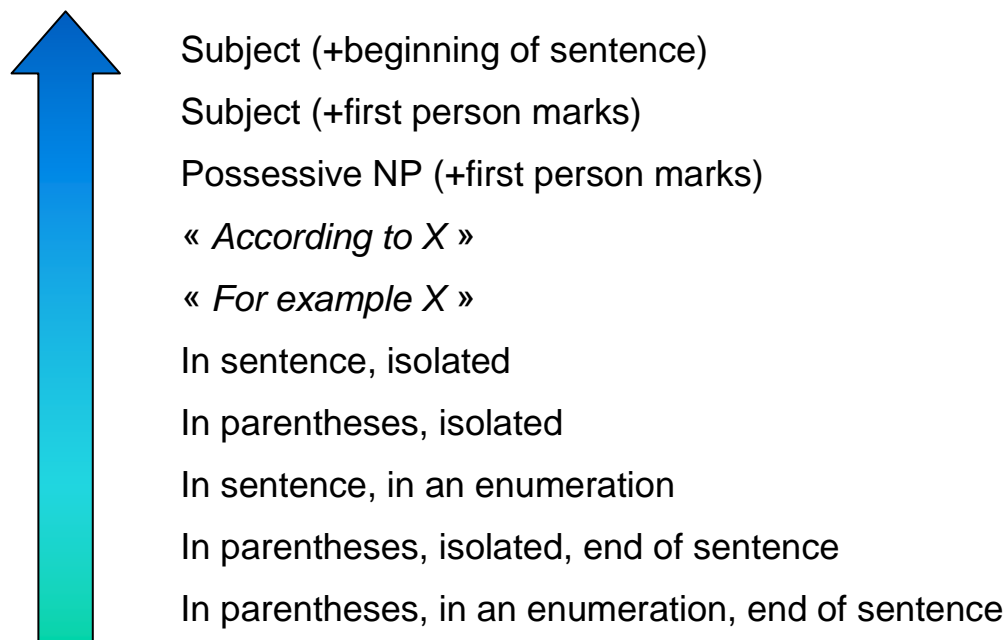 Subject (+beginning of sentence)
Subject (+first person marks)
Possessive NP (+first person marks)
« According to X »
« For example X »
In sentence, isolated
In parentheses, isolated
In sentence, in an enumeration
In parentheses, isolated, end of sentence
In parentheses, in an enumeration, end of sentence